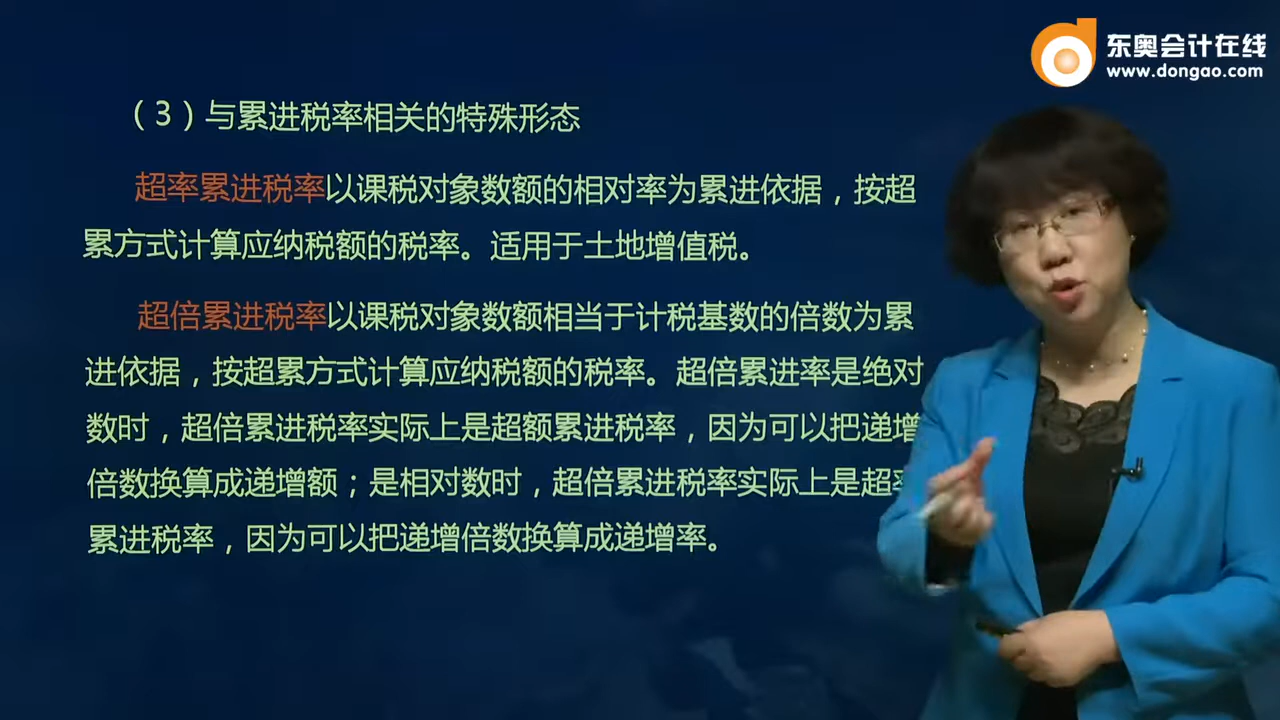 东奥会计在线
www.dongao.com
（3）与累进税率相关的特殊形态
超率累进税率以课税对象数额的相对率为累进依据，按超
累方式计算应纳税额的税率。适用于土地增值税。
超倍累进税率以课税对象数额相当于计税基数的倍数为累
进依据，按超累方式计算应纳税额的税率。超倍累进率是绝对
数时，超倍累进税率实际上是超额累进税率，因为可以把递增
倍数换算成递增额；是相对数时，超倍累进税率实际上是超率
累进税率，因为可以把递增倍数换算成递增率。